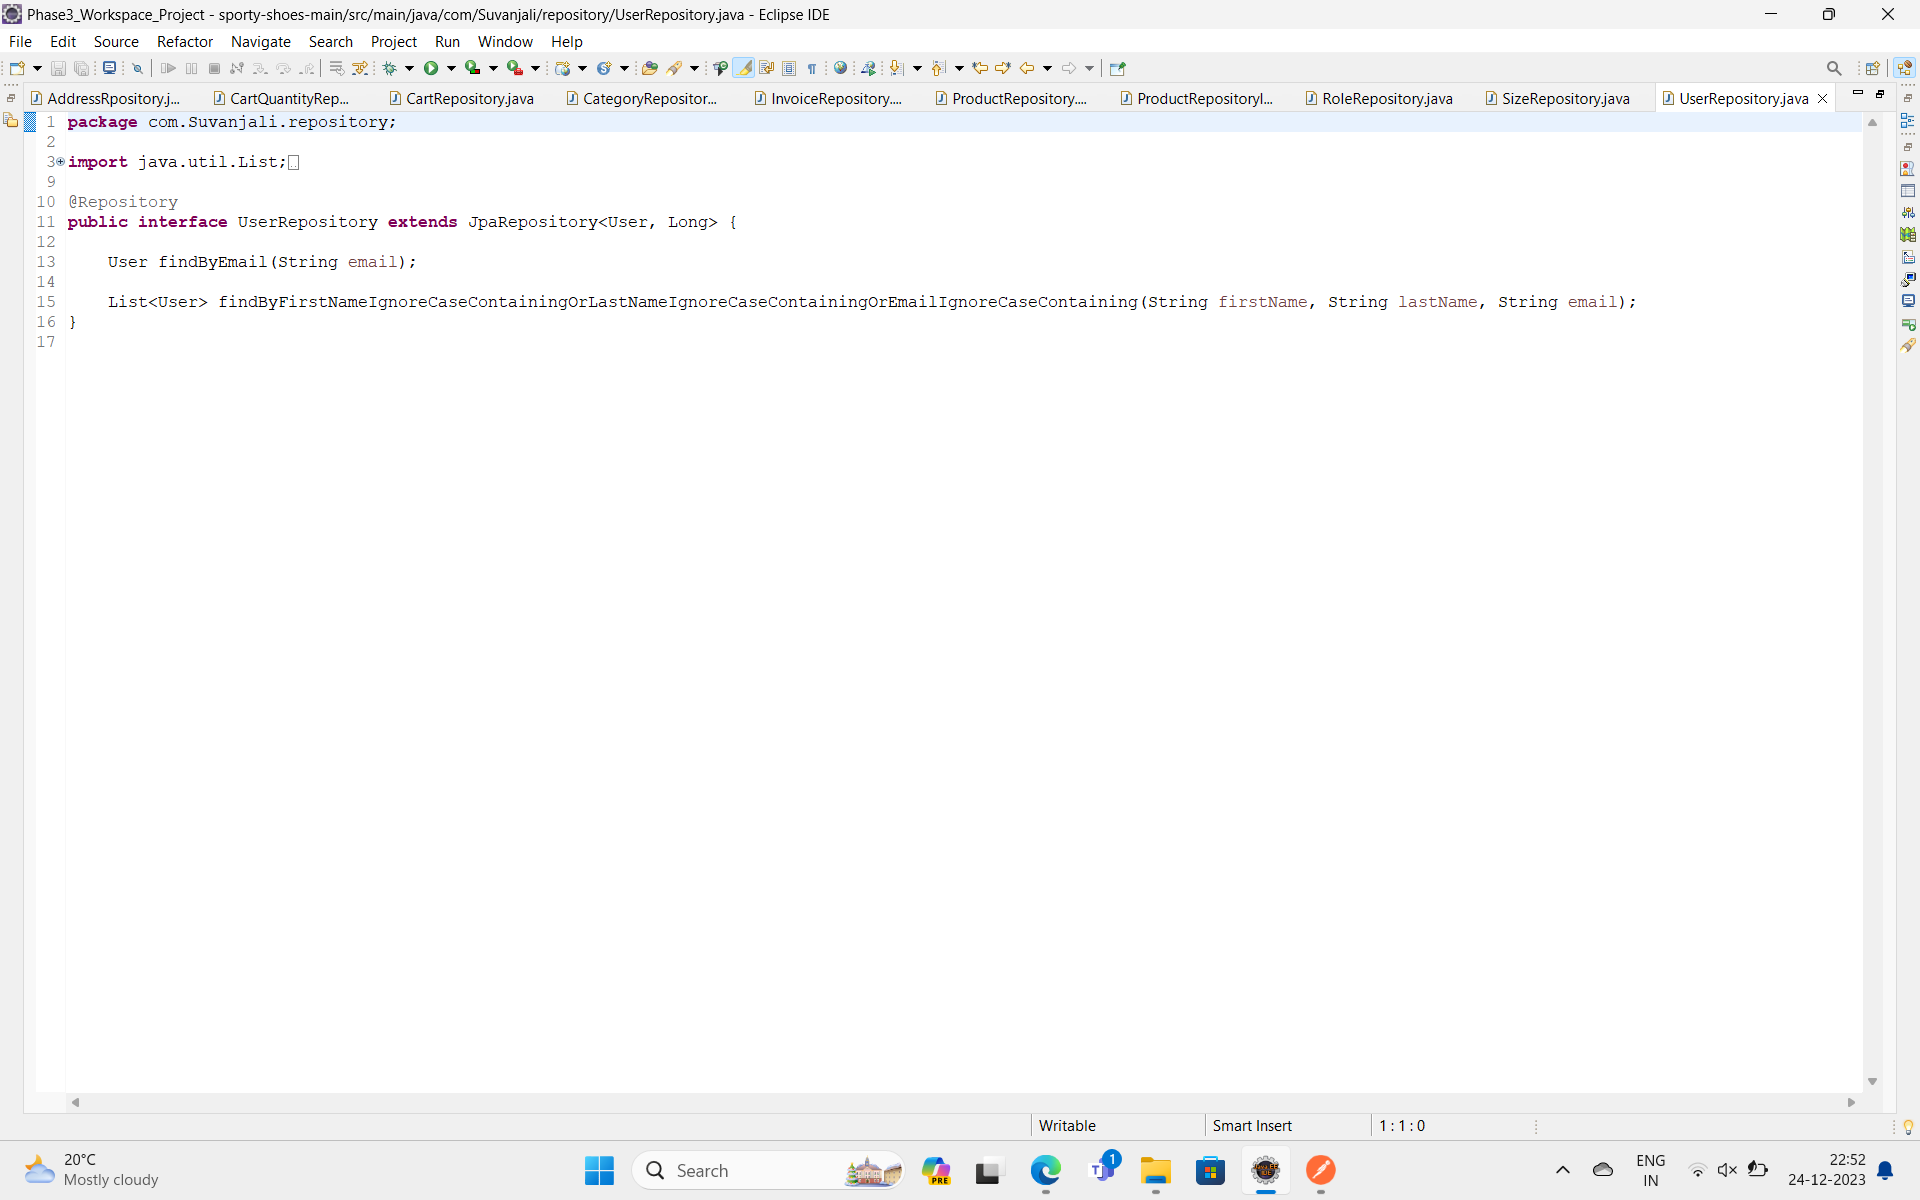 Phase3_Workspace_Project - sporty-shoes-main/src/main/java/com/Suvanjali/repository/UserRepository.java - Eclipse IDE
File Edit Source Refactor Navigate Search Project Run Window Help
AddressRpository.j... CartQuantityRep... CartRepository.java CategoryRepositor... InvoiceRepository.... ProductRepository.... ProductRepositoryI... RoleRepository.java SizeRepository.java UserRepository.java
1 package com.Suvanjali.repository;
2
3 import java.util.List;
9
10 @Repository
11 public interface UserRepository extends JpaRepository<User, Long> {
12
13 User findByEmail(String email);
14
15 List<User> findByFirstNameIgnoreCaseContainingOrLastNameIgnoreCaseContainingOrEmailIgnoreCaseContaining(String firstName, String lastName, String email);
16 }
17
Writable Smart Insert 1 : 1 : 0
20°C
Mostly cloudy
Search
PRE
1
ENG
IN
22:52
24-12-2023